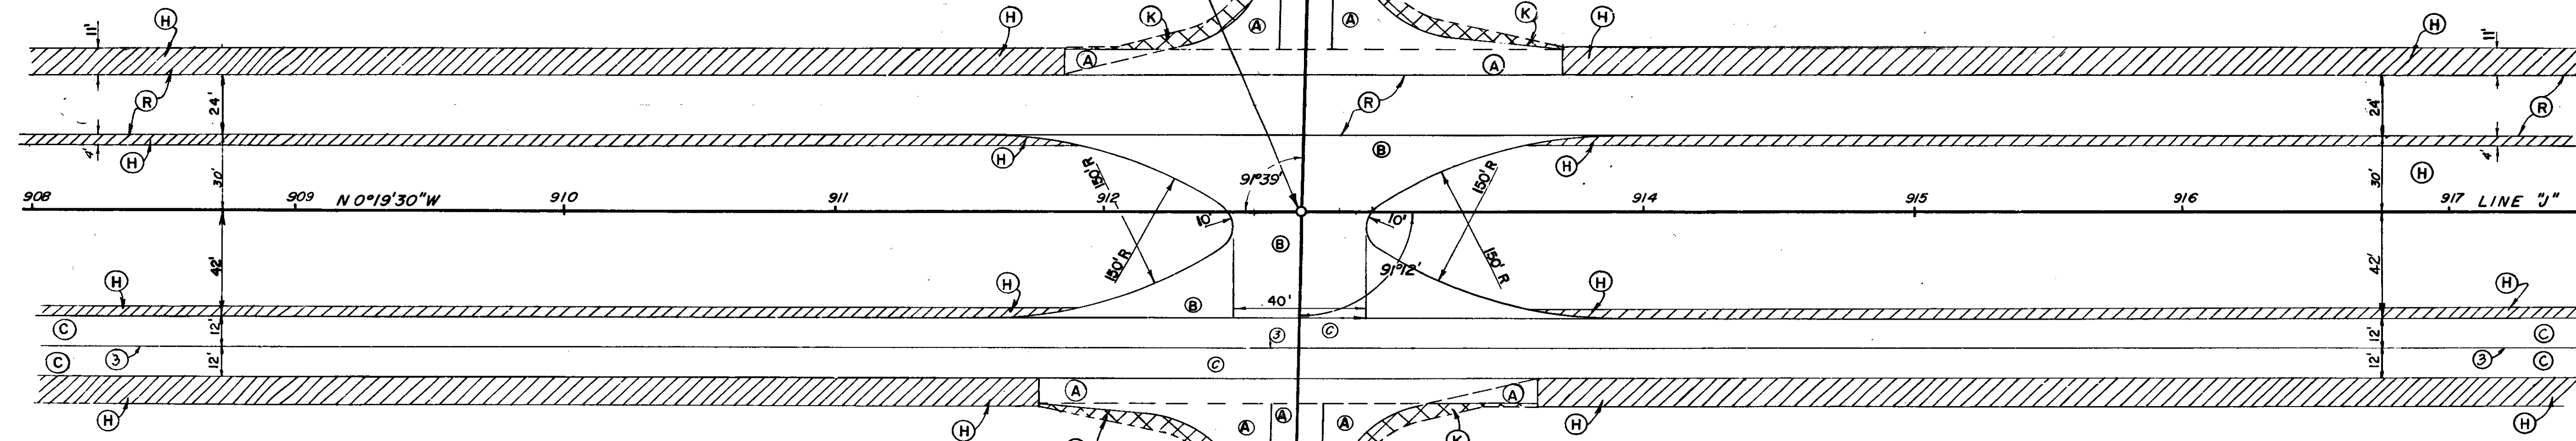 H H K A A K H H
11' 11'
A A
R 24' R 24' R
4' H H B H 4'
30' 150'R 91°39' 150'R H 30'
908 909 N 0°19'30"W 910 911 912 914 915 916 917 LINE "J"
10' 10'
42' 150'R B 91°12' 150'R 42'
H H B 40' H H
C 12' 3 C 12' C
C 3 12' C 12' 3 C
A A
H H A A A K H H